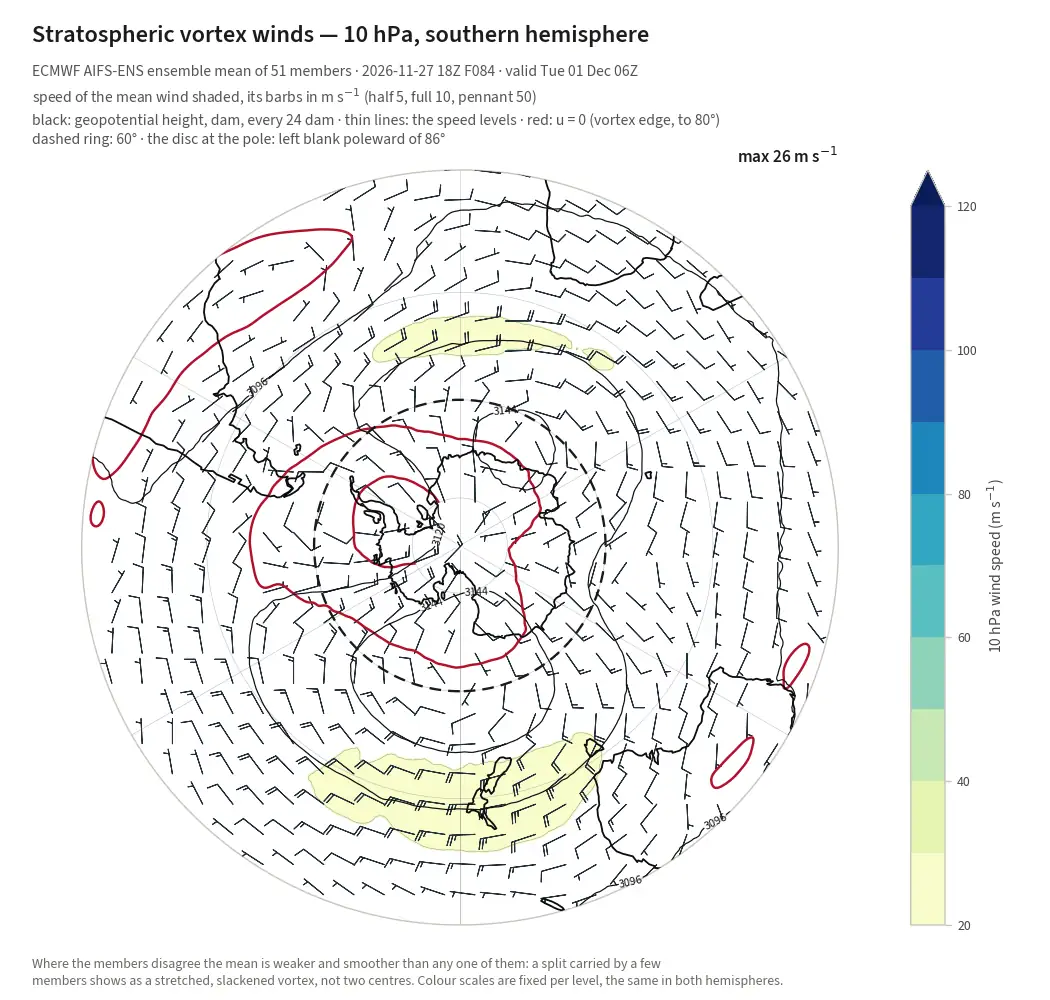 Stratospheric vortex winds — 10 hPa, southern hemisphere
ECMWF AIFS-ENS ensemble mean of 51 members · 2026-11-27 18Z F084 · valid Tue 01 Dec 06Z
speed of the mean wind shaded, its barbs in m s⁻¹ (half 5, full 10, pennant 50)
black: geopotential height, dam, every 24 dam · thin lines: the speed levels · red: u = 0 (vortex edge, to 80°)
dashed ring: 60° · the disc at the pole: left blank poleward of 86°
max 26 m s⁻¹
120
100
80
60
40
20
10 hPa wind speed (m s⁻¹)
3096
3144
3120
3144
3144
3096
3096
Where the members disagree the mean is weaker and smoother than any one of them: a split carried by a few
members shows as a stretched, slackened vortex, not two centres. Colour scales are fixed per level, the same in both hemispheres.